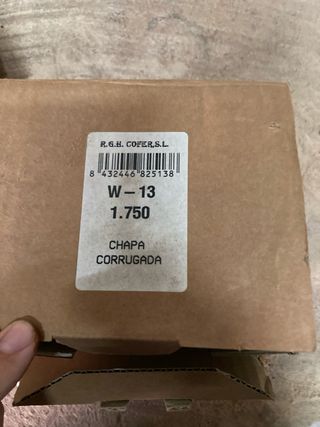 R.G.H. COFER,S.L.
8 432446 825138
W-13
1.750
CHAPA
CORRUGADA